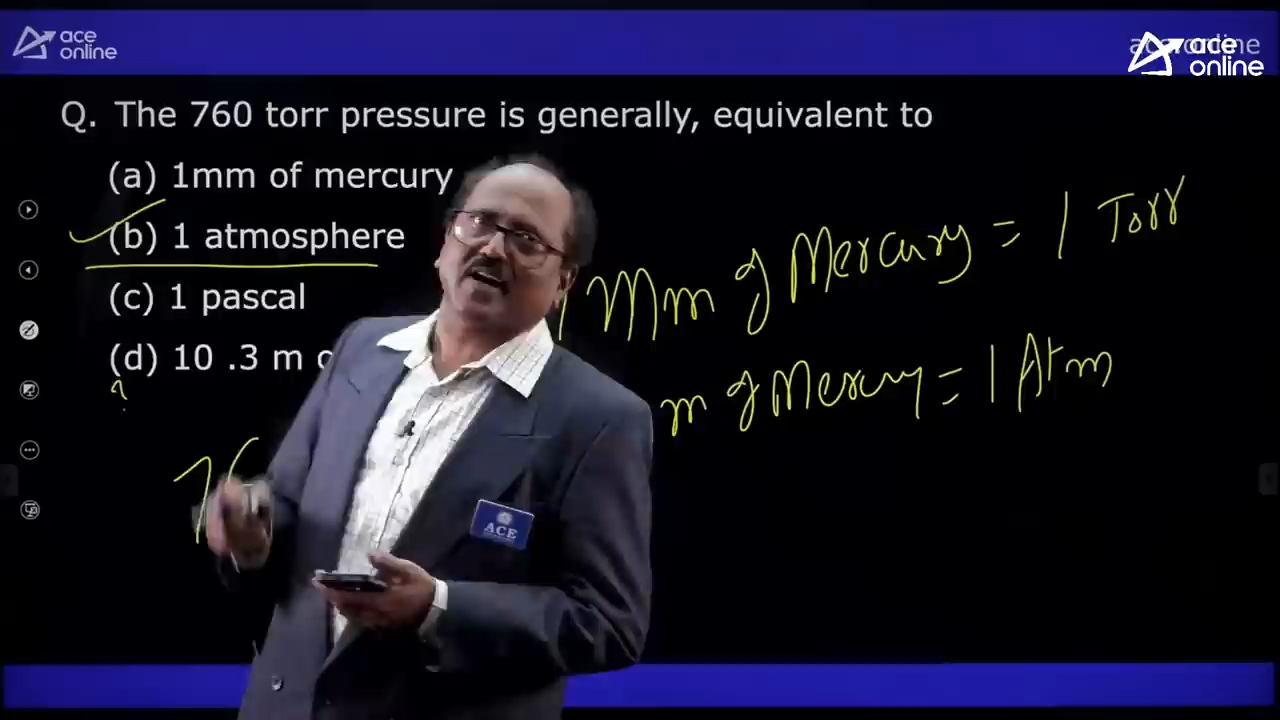 ace
online
ace
online
Q. The 760 torr pressure is generally, equivalent to
(a) 1mm of mercury
(b) 1 atmosphere
(c) 1 pascal
(d) 10 .3 m
?
1 Mm of Mercury = 1 Torr
m of Mercury = 1 Atm
ACE